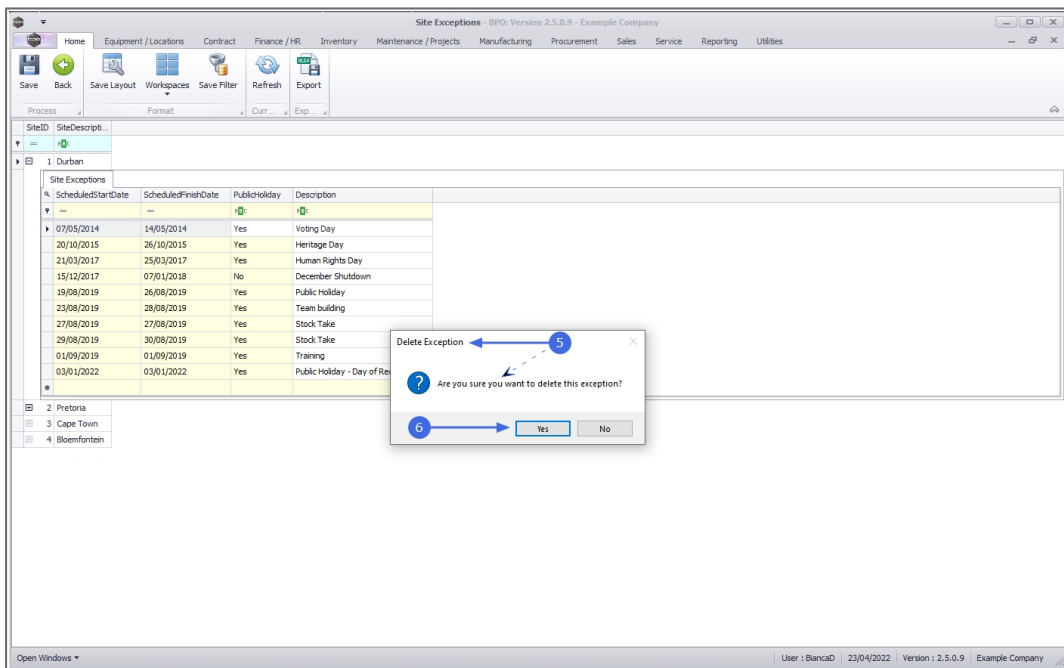 Site Exceptions - BPO: Version 2.5.0.9 - Example Company
Home Equipment / Locations Contract Finance / HR Inventory Maintenance / Projects Manufacturing Procurement Sales Service Reporting Utilities
Save Back Save Layout Workspaces Save Filter Refresh Export
Process Format Curr... Exp...
SiteID SiteDescripti...
= ABC
1 Durban
Site Exceptions
ScheduledStartDate ScheduledFinishDate PublicHoliday Description
= = ABC ABC
07/05/2014 14/05/2014 Yes Voting Day
20/10/2015 26/10/2015 Yes Heritage Day
21/03/2017 25/03/2017 Yes Human Rights Day
15/12/2017 07/01/2018 No December Shutdown
19/08/2019 26/08/2019 Yes Public Holiday
23/08/2019 28/08/2019 Yes Team building
27/08/2019 27/08/2019 Yes Stock Take
29/08/2019 30/08/2019 Yes Stock Take
01/09/2019 01/09/2019 Yes Training
03/01/2022 03/01/2022 Yes Public Holiday - Day of Rec
Delete Exception 5
Are you sure you want to delete this exception?
6 Yes No
2 Pretoria
3 Cape Town
4 Bloemfontein
Open Windows User : BiancaD 23/04/2022 Version : 2.5.0.9 Example Company